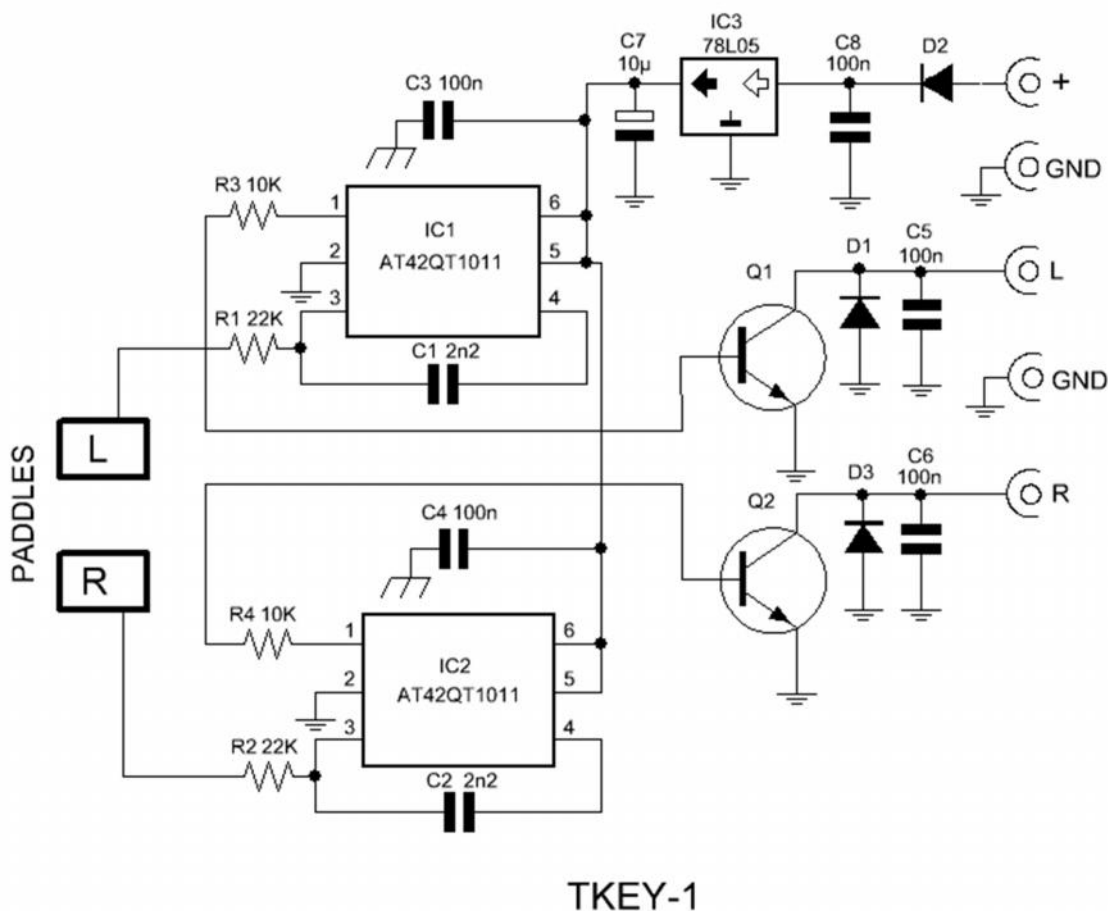 IC3
78L05
C7
10µ
C8
100n
D2
+
C3 100n
GND
R3 10K
1
6
IC1
AT42QT1011
2
5
3
4
R1 22K
C1 2n2
D1
C5
100n
L
Q1
GND
L
PADDLES
R
D3
C6
100n
R
Q2
C4 100n
R4 10K
1
6
IC2
AT42QT1011
2
5
3
4
R2 22K
C2 2n2
TKEY-1